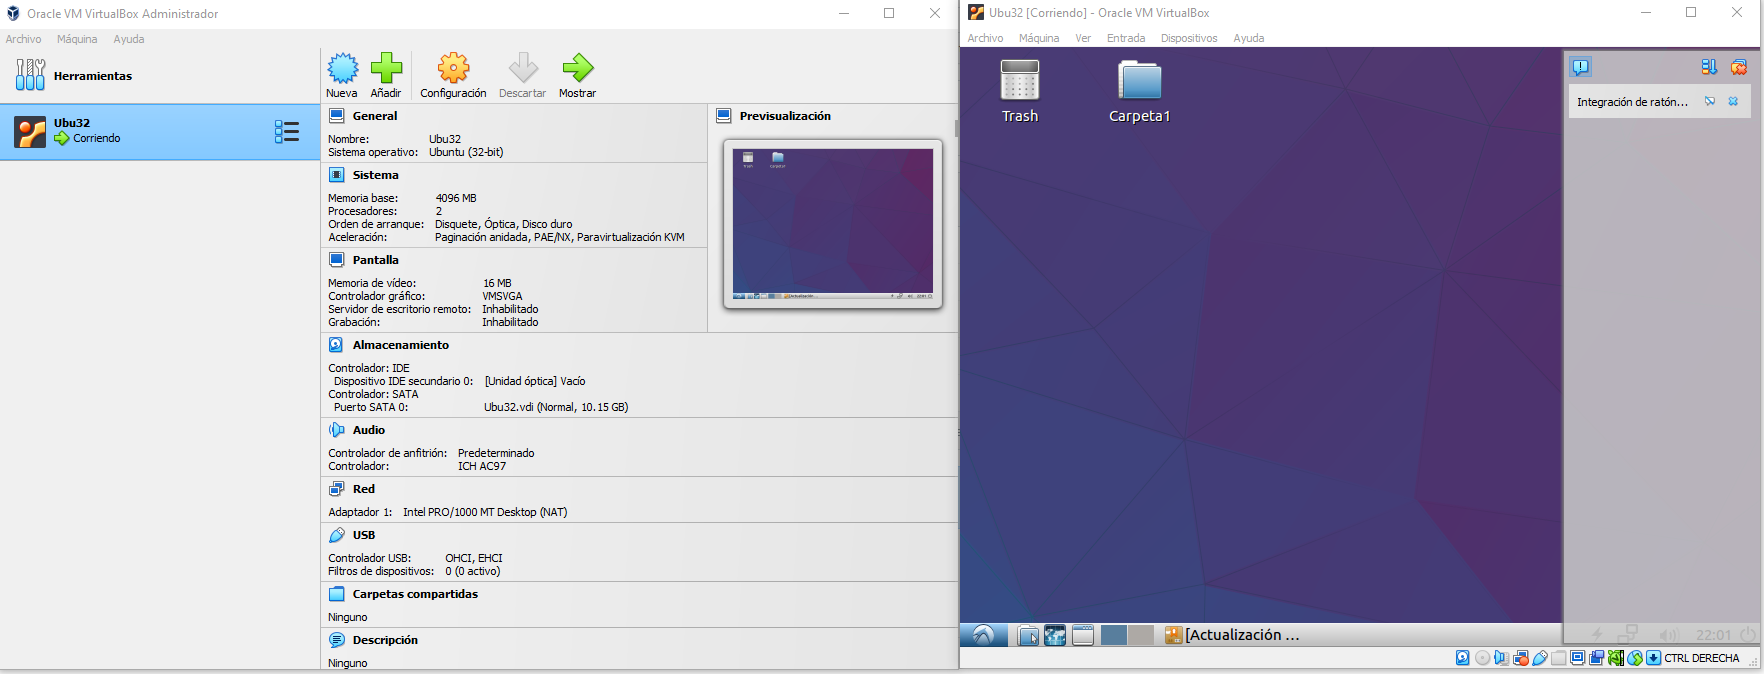 Oracle VM VirtualBox Administrador
Archivo Máquina Ayuda
Herramientas
Ubu32
Corriendo
Nueva Añadir Configuración Descartar Mostrar
General
Nombre: Ubu32
Sistema operativo: Ubuntu (32-bit)
Sistema
Memoria base: 4096 MB
Procesadores: 2
Orden de arranque: Disquete, Óptica, Disco duro
Aceleración: Paginación anidada, PAE/NX, Paravirtualización KVM
Pantalla
Memoria de vídeo: 16 MB
Controlador gráfico: VMSVGA
Servidor de escritorio remoto: Inhabilitado
Grabación: Inhabilitado
Previsualización
Almacenamiento
Controlador: IDE
Dispositivo IDE secundario 0: [Unidad óptica] Vacío
Controlador: SATA
Puerto SATA 0: Ubu32.vdi (Normal, 10.15 GB)
Audio
Controlador de anfitrión: Predeterminado
Controlador: ICH AC97
Red
Adaptador 1: Intel PRO/1000 MT Desktop (NAT)
USB
Controlador USB: OHCI, EHCI
Filtros de dispositivos: 0 (0 activo)
Carpetas compartidas
Ninguno
Descripción
Ninguno
Ubu32 [Corriendo] - Oracle VM VirtualBox
Archivo Máquina Ver Entrada Dispositivos Ayuda
Trash
Carpeta1
Integración de ratón...
[Actualización ...
22:01
CTRL DERECHA